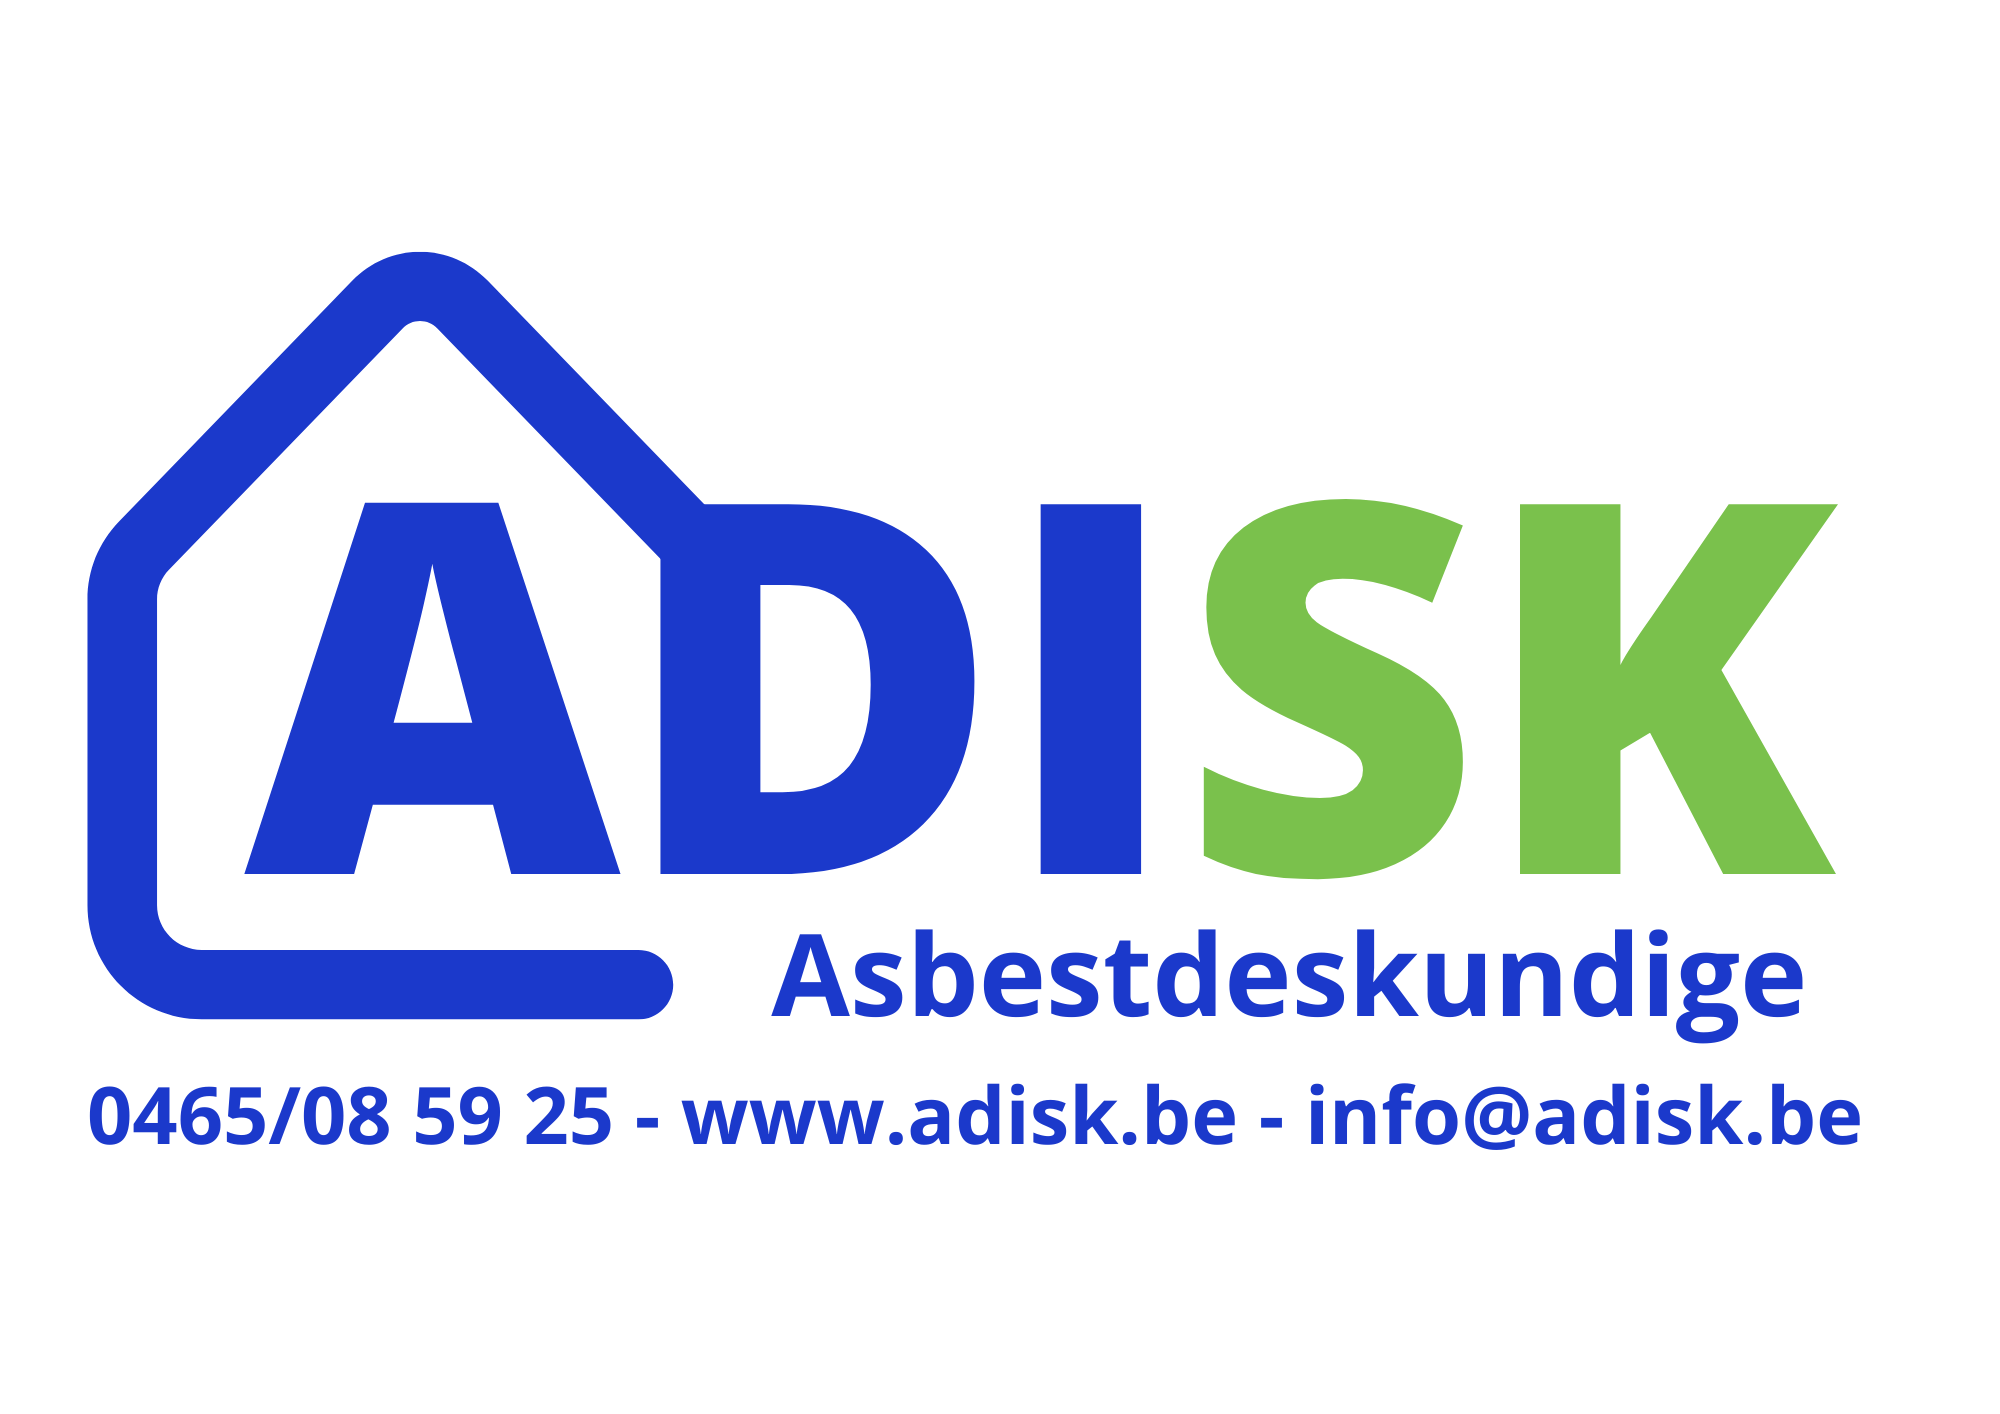 ADISK
Asbestdeskundige
0465/08 59 25 - www.adisk.be - info@adisk.be